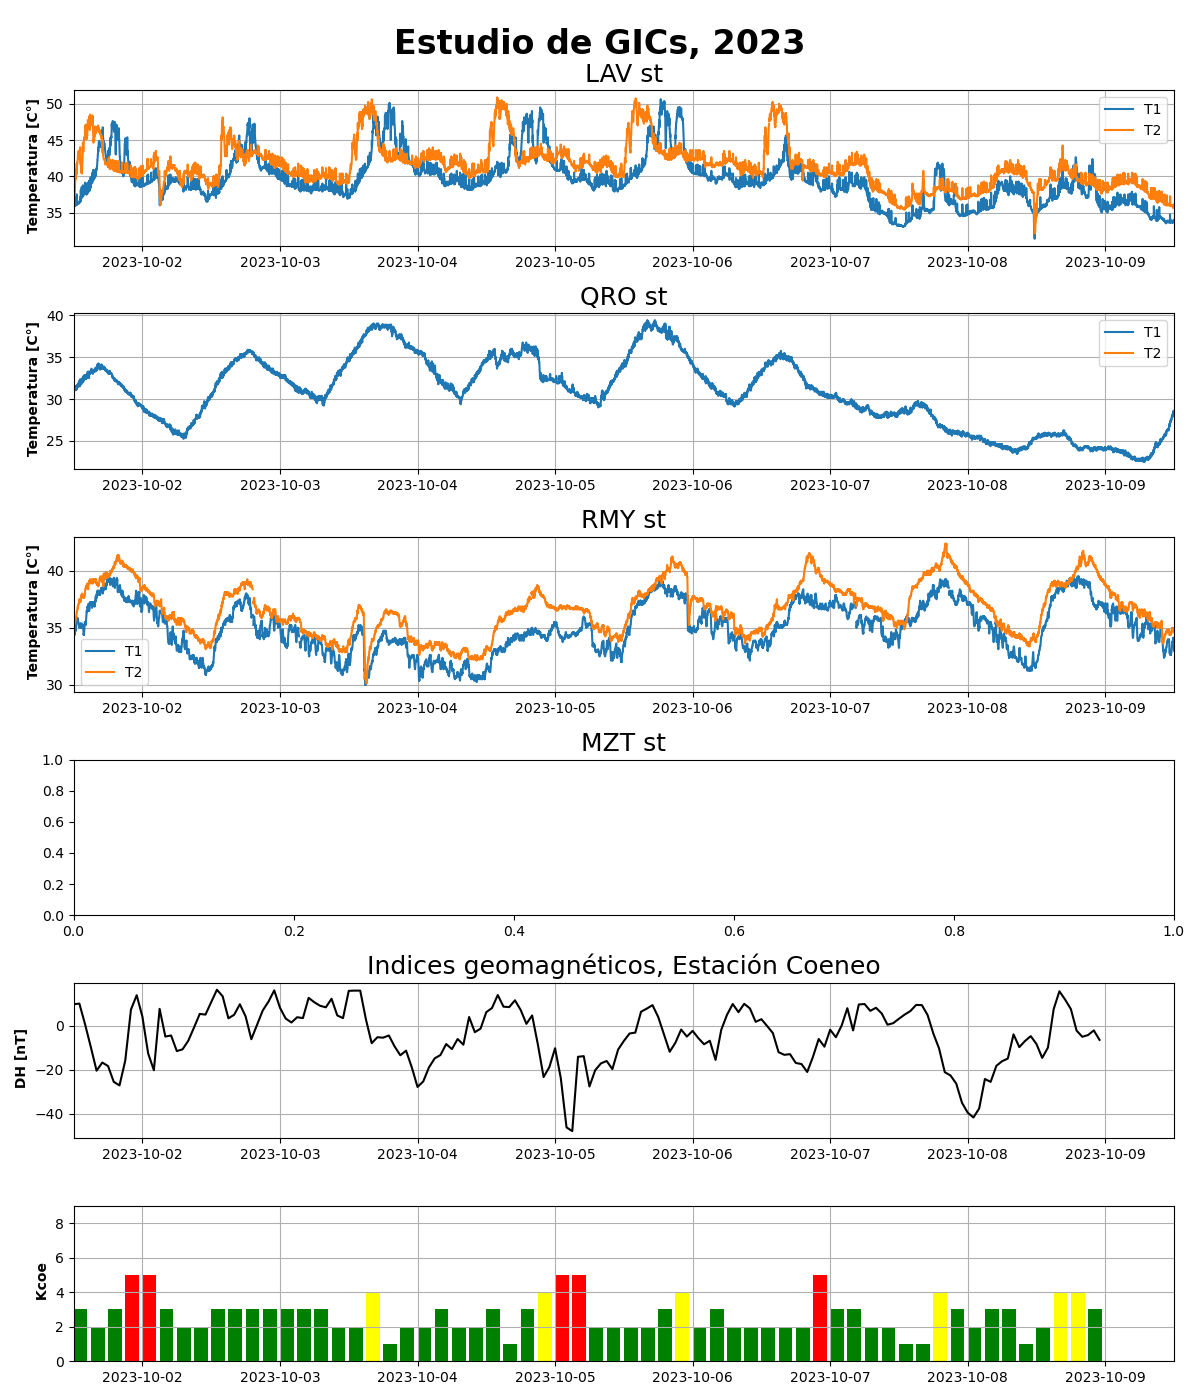 Estudio de GICs, 2023
LAV st
Temperatura [C°]
50
45
40
35
T1
T2
2023-10-02 2023-10-03 2023-10-04 2023-10-05 2023-10-06 2023-10-07 2023-10-08 2023-10-09
QRO st
Temperatura [C°]
40
35
30
25
T1
T2
2023-10-02 2023-10-03 2023-10-04 2023-10-05 2023-10-06 2023-10-07 2023-10-08 2023-10-09
RMY st
Temperatura [C°]
40
35
30
T1
T2
2023-10-02 2023-10-03 2023-10-04 2023-10-05 2023-10-06 2023-10-07 2023-10-08 2023-10-09
MZT st
1.0
0.8
0.6
0.4
0.2
0.0
0.0 0.2 0.4 0.6 0.8 1.0
Indices geomagnéticos, Estación Coeneo
DH [nT]
0
−20
−40
2023-10-02 2023-10-03 2023-10-04 2023-10-05 2023-10-06 2023-10-07 2023-10-08 2023-10-09
Kcoe
8
6
4
2
0
2023-10-02 2023-10-03 2023-10-04 2023-10-05 2023-10-06 2023-10-07 2023-10-08 2023-10-09